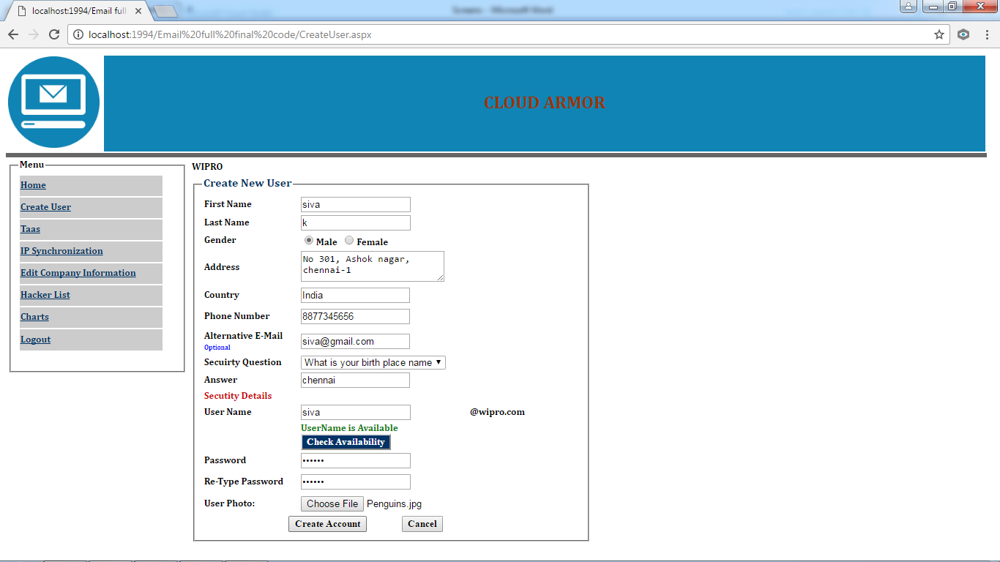 localhost:1994/Email full
Screens - Microsoft Word
localhost:1994/Email%20full%20final%20code/CreateUser.aspx
CLOUD ARMOR
Menu
Home
Create User
Taas
IP Synchronization
Edit Company Information
Hacker List
Charts
Logout
WIPRO
Create New User
First Name siva
Last Name k
Gender Male Female
Address No 301, Ashok nagar,
chennai-1
Country India
Phone Number 8877345656
Alternative E-Mail siva@gmail.com
Optional
Secuirty Question What is your birth place name
Answer chennai
Secutity Details
User Name siva @wipro.com
UserName is Available
Check Availability
Password ••••••
Re-Type Password ••••••
User Photo: Choose File Penguins.jpg
Create Account Cancel